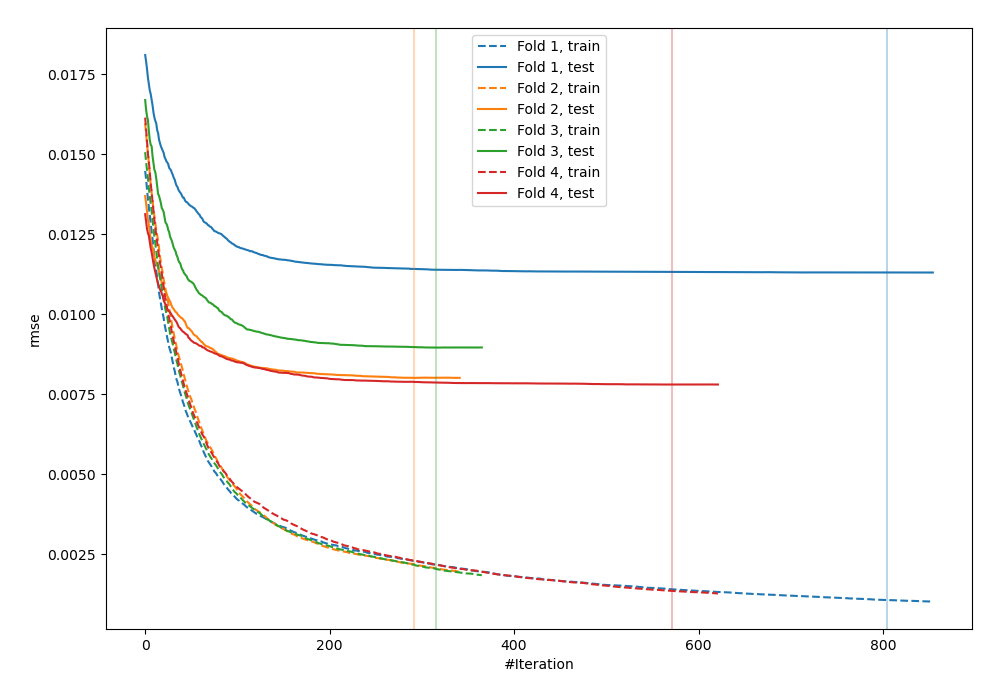 0.0175
0.0150
0.0125
0.0100
0.0075
0.0050
0.0025
rmse
0 200 400 600 800
#Iteration
Fold 1, train
Fold 1, test
Fold 2, train
Fold 2, test
Fold 3, train
Fold 3, test
Fold 4, train
Fold 4, test